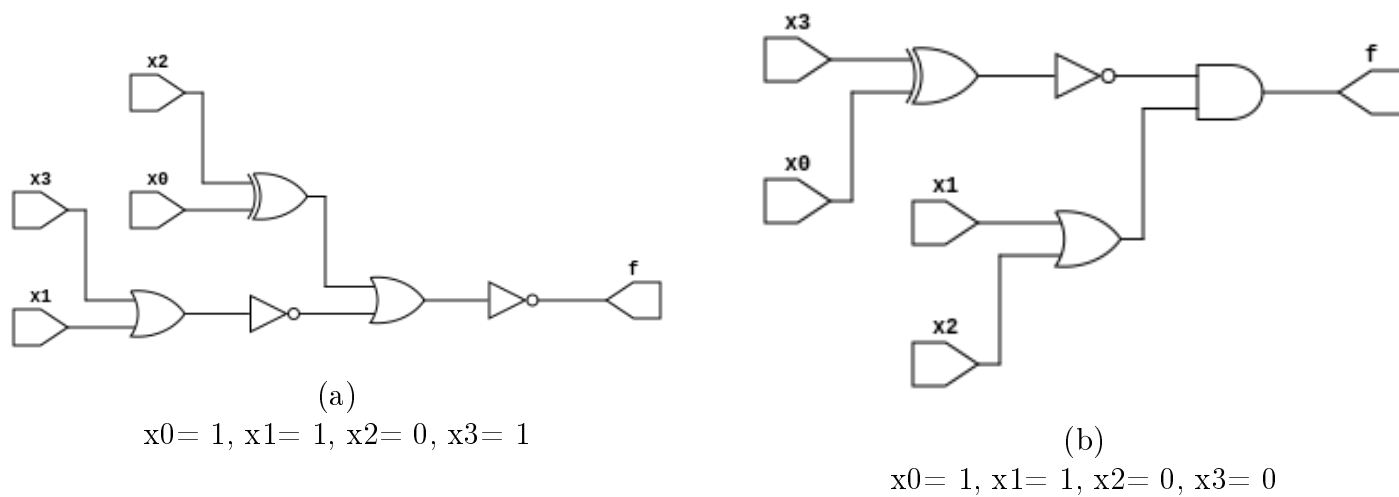 x2
x3
x0
x1
f
(a)
x0= 1, x1= 1, x2= 0, x3= 1
x3
f
x0
x1
x2
(b)
x0= 1, x1= 1, x2= 0, x3= 0